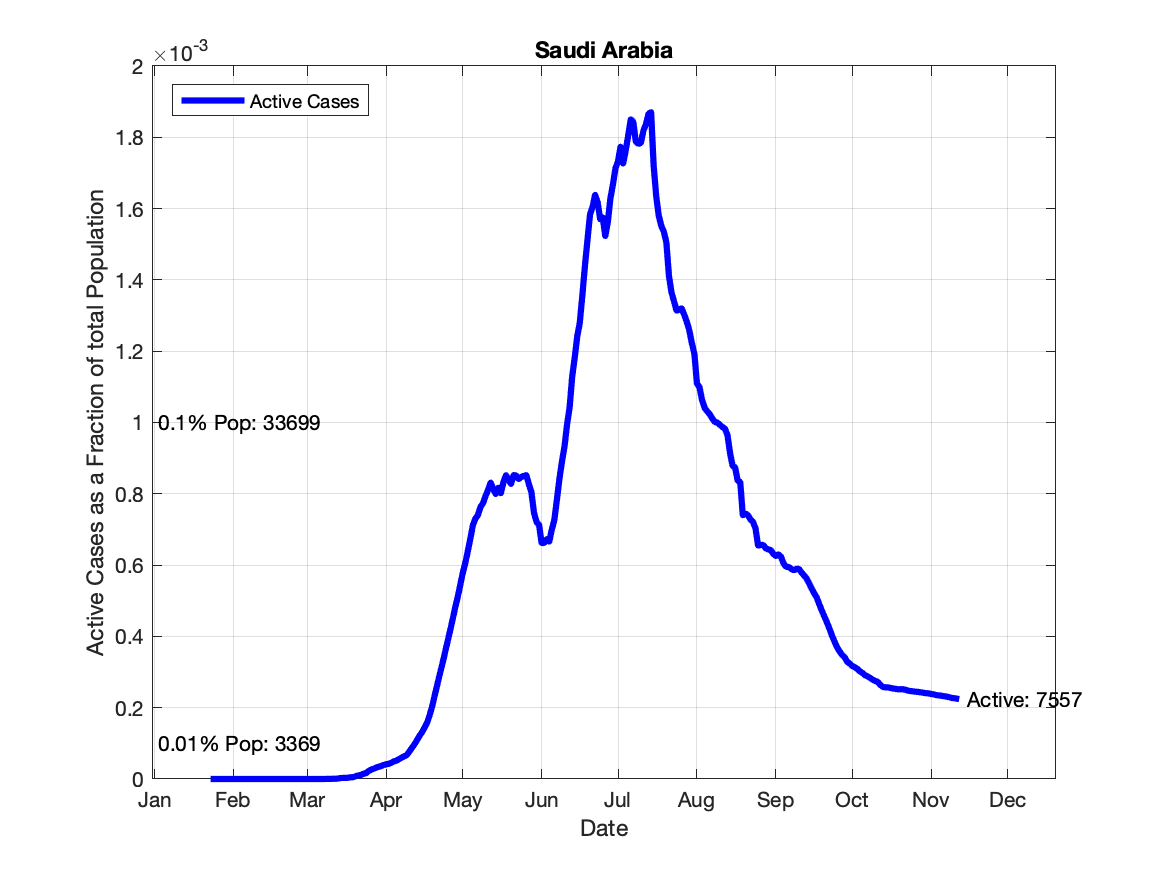 Saudi Arabia
×10-3
Active Cases
2
1.8
1.6
1.4
1.2
1
0.8
0.6
0.4
0.2
0
Active Cases as a Fraction of total Population
0.1% Pop: 33699
0.01% Pop: 3369
Active: 7557
Jan Feb Mar Apr May Jun Jul Aug Sep Oct Nov Dec
Date